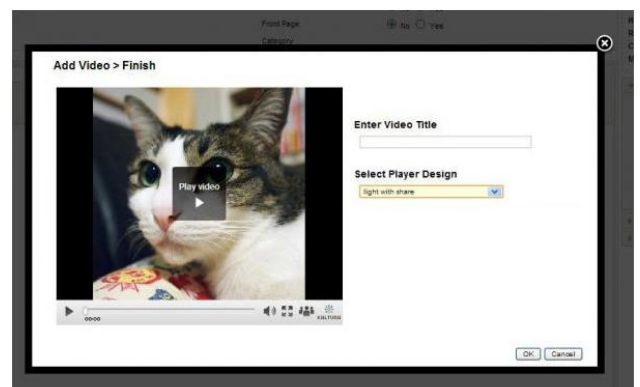 Front Page
No Yes
Category
Add Video > Finish
Enter Video Title
Play video
Select Player Design
light with share
00:00
KALTURA
OK Cancel